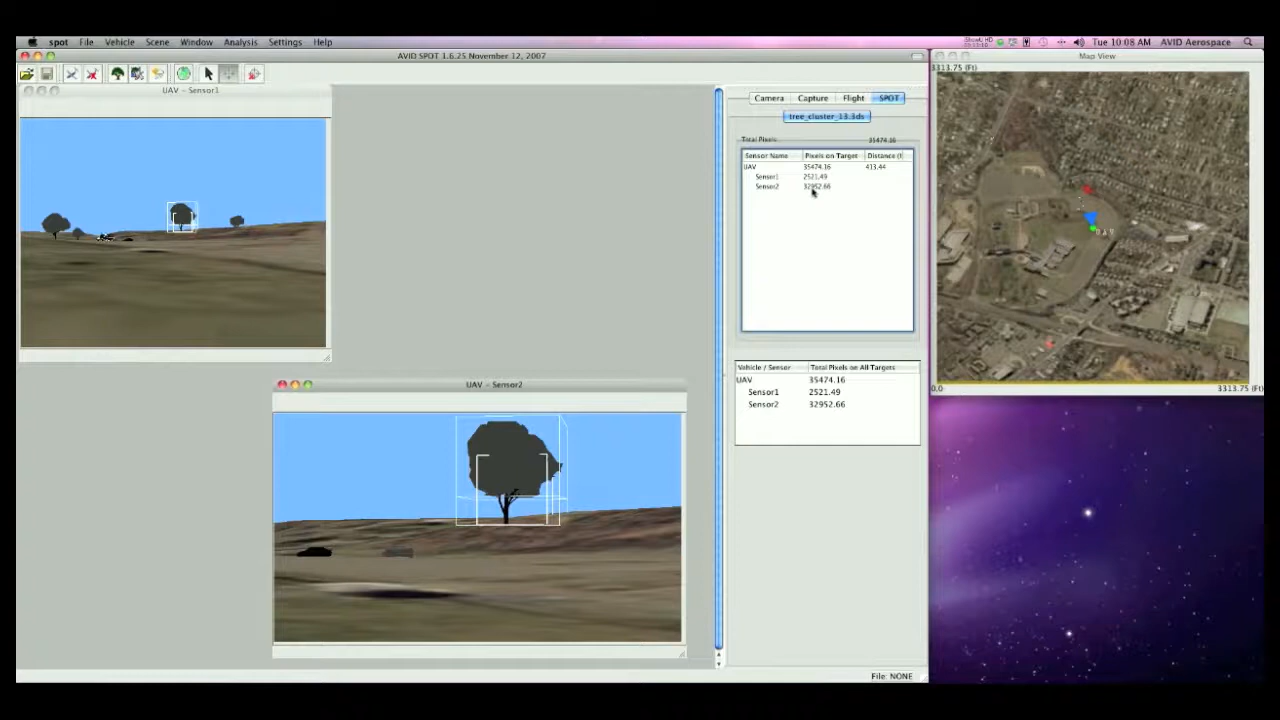 spot File Vehicle Scene Window Analysis Settings Help
Tue 10:08 AM AVID Aerospace
AVID SPOT 1.6.25 November 12, 2007
Map View
3313.75 (Ft)
UAV - Sensor1
Camera Capture Flight SPOT
tree_cluster_13.3ds
Total Pixels: 35474.16
Sensor Name Pixels on Target Distance (f
UAV 35474.16 413.44
Sensor1 2521.49
Sensor2 32952.66
Vehicle / Sensor Total Pixels on All Targets
UAV 35474.16
Sensor1 2521.49
Sensor2 32952.66
0,0 3313.75 (Ft)
UAV - Sensor2
File: NONE